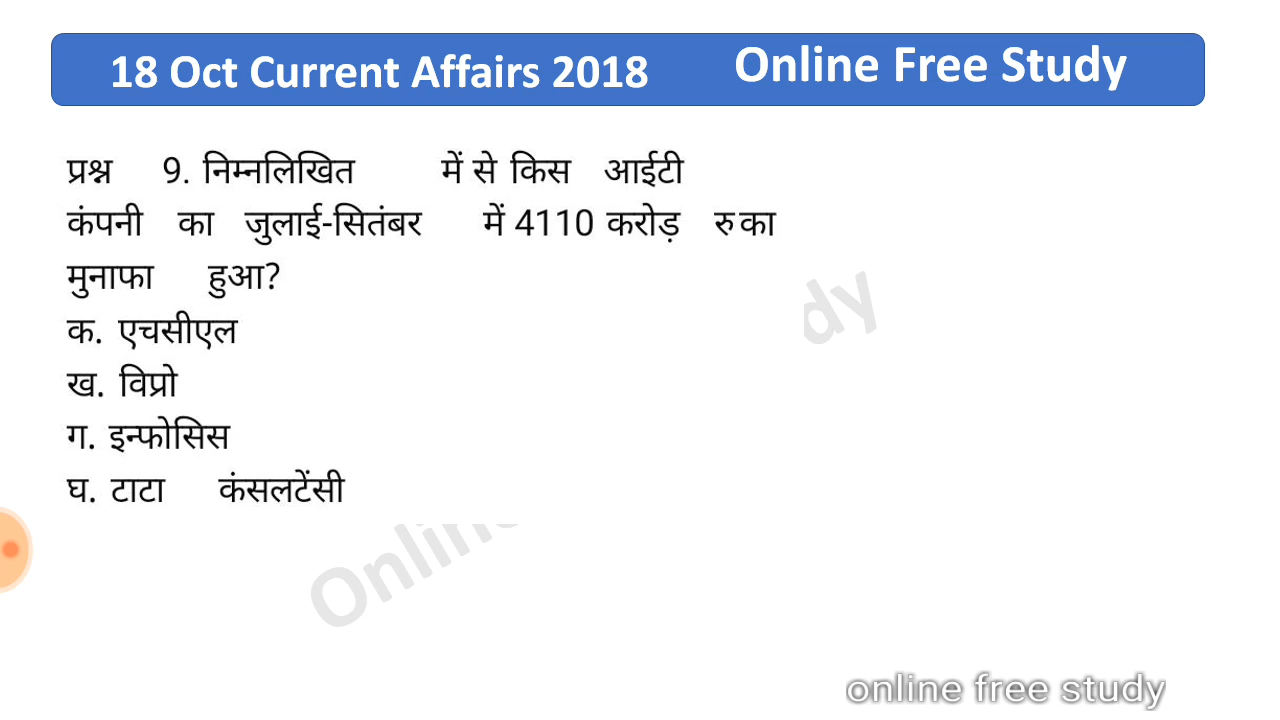 18 Oct Current Affairs 2018 Online Free Study
प्रश्न 9. निम्नलिखित में से किस आईटी
कंपनी का जुलाई-सितंबर में 4110 करोड़ रु का
मुनाफा हुआ?
क. एचसीएल
ख. विप्रो
ग. इन्फोसिस
घ. टाटा कंसलटेंसी
online free study